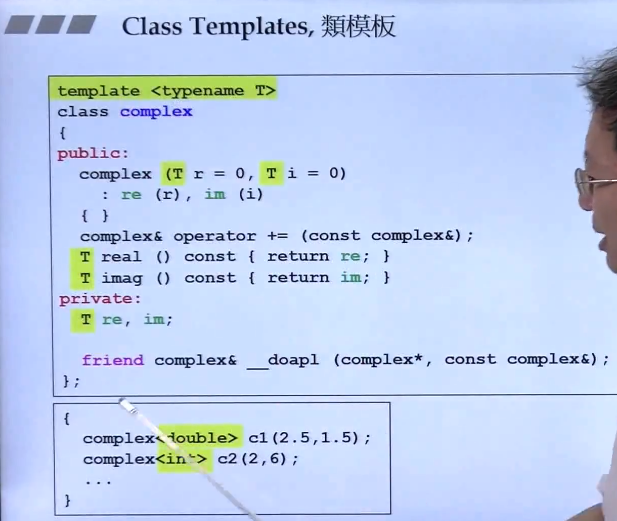 Class Templates, 類模板
template <typename T>
class complex
{
public:
complex (T r = 0, T i = 0)
: re (r), im (i)
{ }
complex& operator += (const complex&);
T real () const { return re; }
T imag () const { return im; }
private:
T re, im;
friend complex& __doapl (complex*, const complex&);
};
{
complex<double> c1(2.5,1.5);
complex<int> c2(2,6);
...
}